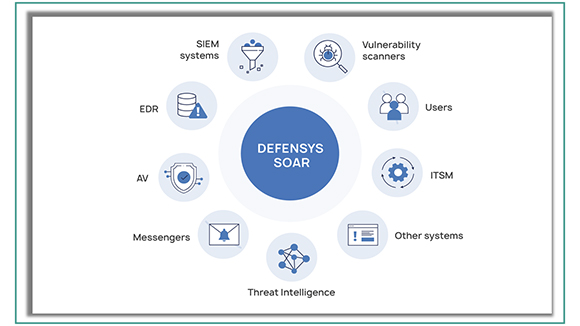 SIEM
systems
Vulnerability
scanners
EDR
Users
DEFENSYS
SOAR
AV
ITSM
Messengers
Other systems
Threat Intelligence